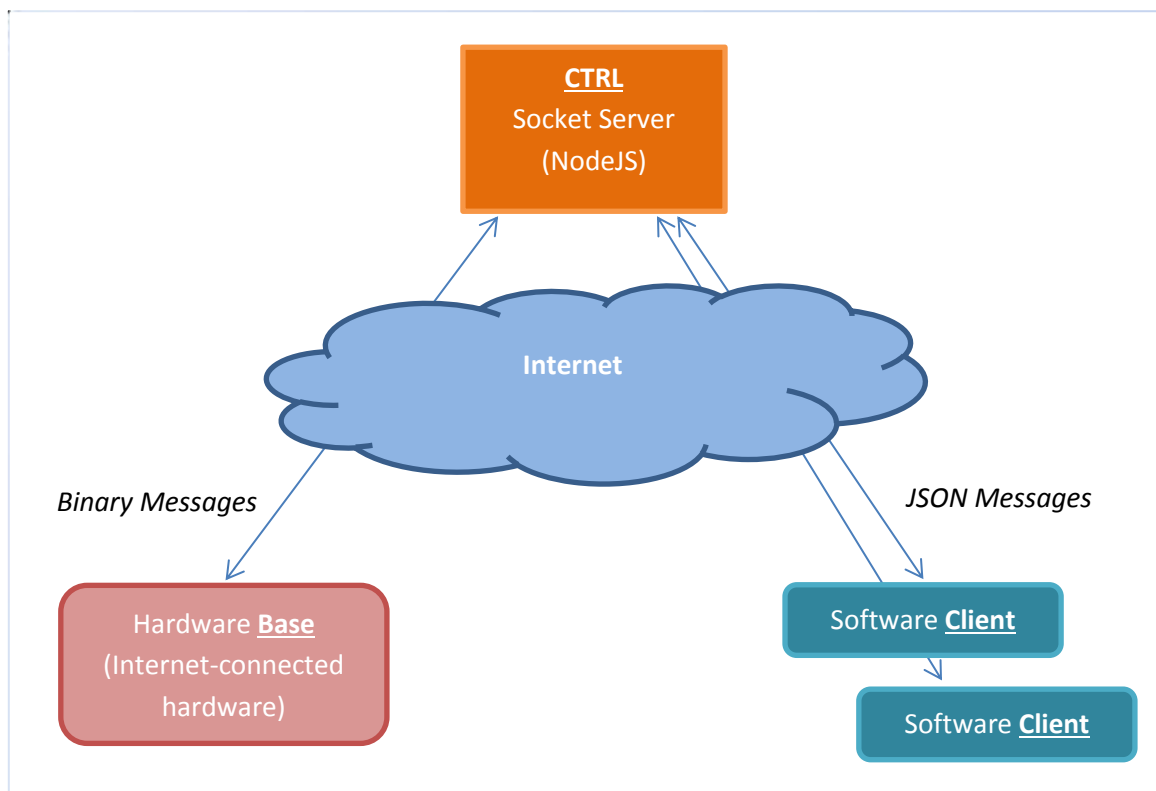 CTRL
Socket Server
(NodeJS)
Internet
Binary Messages
JSON Messages
Hardware Base
(Internet-connected
hardware)
Software Client
Software Client